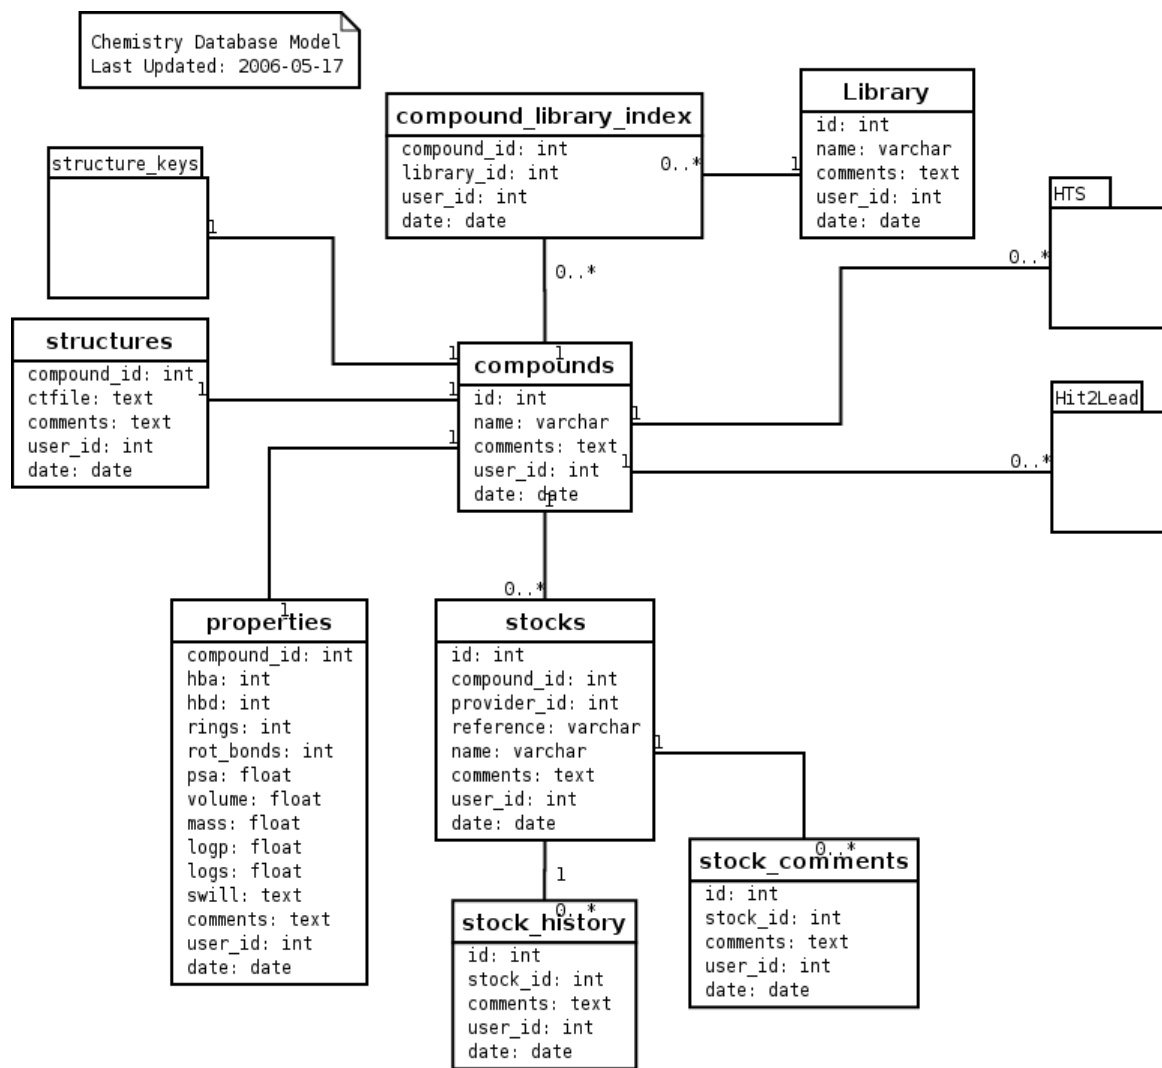 Chemistry Database Model
Last Updated: 2006-05-17
compound_library_index
compound_id: int
library_id: int
user_id: int
date: date
0..*
1
Library
id: int
name: varchar
comments: text
user_id: int
date: date
structure_keys
1
HTS
0..*
0..*
1
structures
compound_id: int
ctfile: text
comments: text
user_id: int
date: date
1
1
1
1
compounds
id: int
name: varchar
comments: text
user_id: int
date: date
1
1
1
Hit2Lead
0..*
0..*
1
properties
compound_id: int
hba: int
hbd: int
rings: int
rot_bonds: int
psa: float
volume: float
mass: float
logp: float
logs: float
swill: text
comments: text
user_id: int
date: date
stocks
id: int
compound_id: int
provider_id: int
reference: varchar
name: varchar
comments: text
user_id: int
date: date
1
1
0..*
stock_history
id: int
stock_id: int
comments: text
user_id: int
date: date
0..*
stock_comments
id: int
stock_id: int
comments: text
user_id: int
date: date